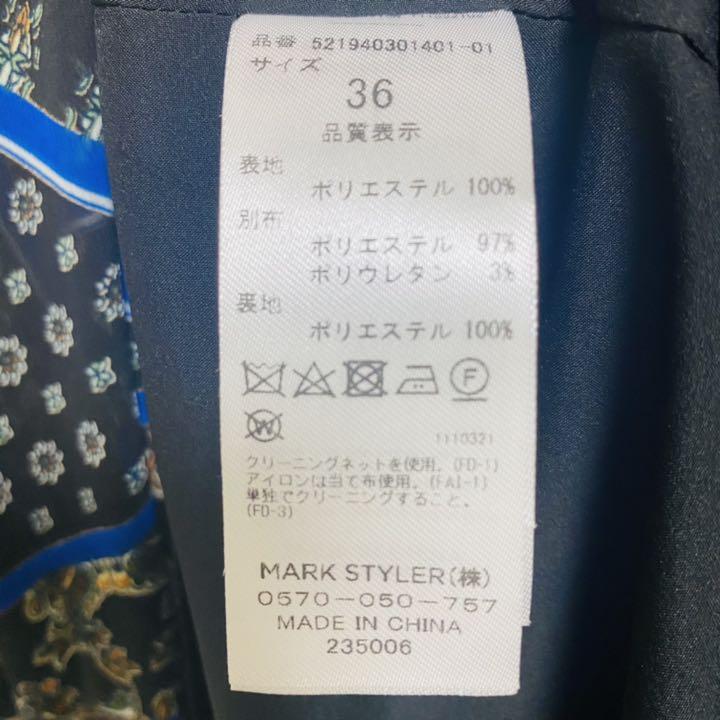 品番 521940301401-01
サイズ
36
品質表示
表地
ポリエステル 100%
別布
ポリエステル 97%
ポリウレタン 3%
裏地
ポリエステル 100%
F
W
1110321
クリーニングネットを使用。(FD-1)
アイロンは当て布使用。(FAI-1)
単独でクリーニングすること。
(FD-3)
MARK STYLER(株)
0570-050-757
MADE IN CHINA
235006